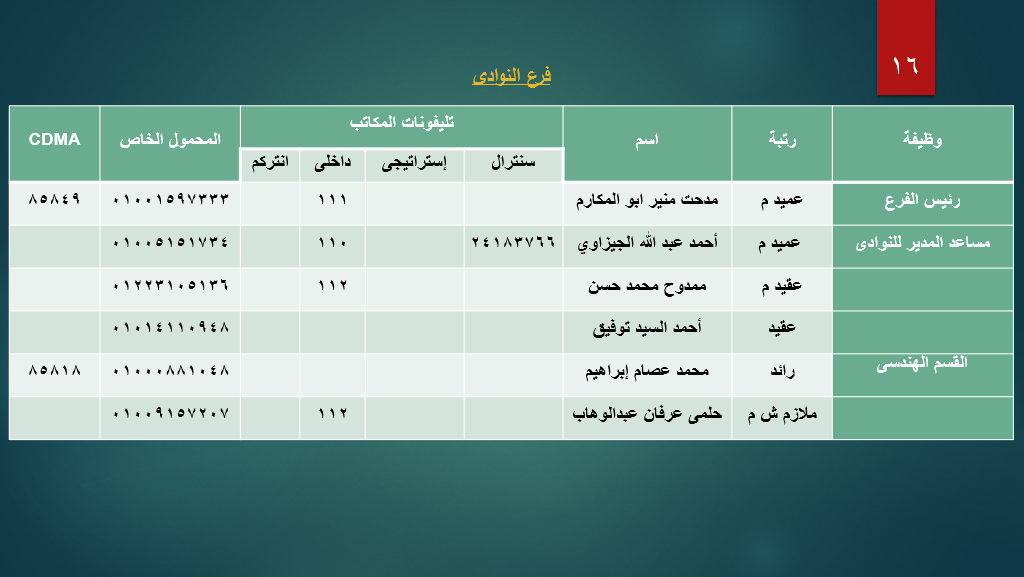 ١٦
فرع النوادى
وظيفة رتبة اسم تليفونات المكاتب المحمول الخاص CDMA
سنترال إستراتيجى داخلى انتركم
رئيس الفرع عميد م مدحت منير ابو المكارم ١١١ ٠١٠٠١٥٩٧٣٣٣ ٨٥٨٤٩
مساعد المدير للنوادى عميد م أحمد عبد الله الجيزاوي ٢٤١٨٣٧٦٦ ١١٠ ٠١٠٠٥١٥١٧٣٤
عقيد م ممدوح محمد حسن ١١٢ ٠١٢٢٣١٠٥١٣٦
عقيد أحمد السيد توفيق ٠١٠١٤١١٠٩٤٨
القسم الهندسى رائد محمد عصام إبراهيم ٠١٠٠٠٨٨١٠٤٨ ٨٥٨١٨
ملازم ش م حلمى عرفان عبدالوهاب ١١٢ ٠١٠٠٩١٥٧٢٠٧